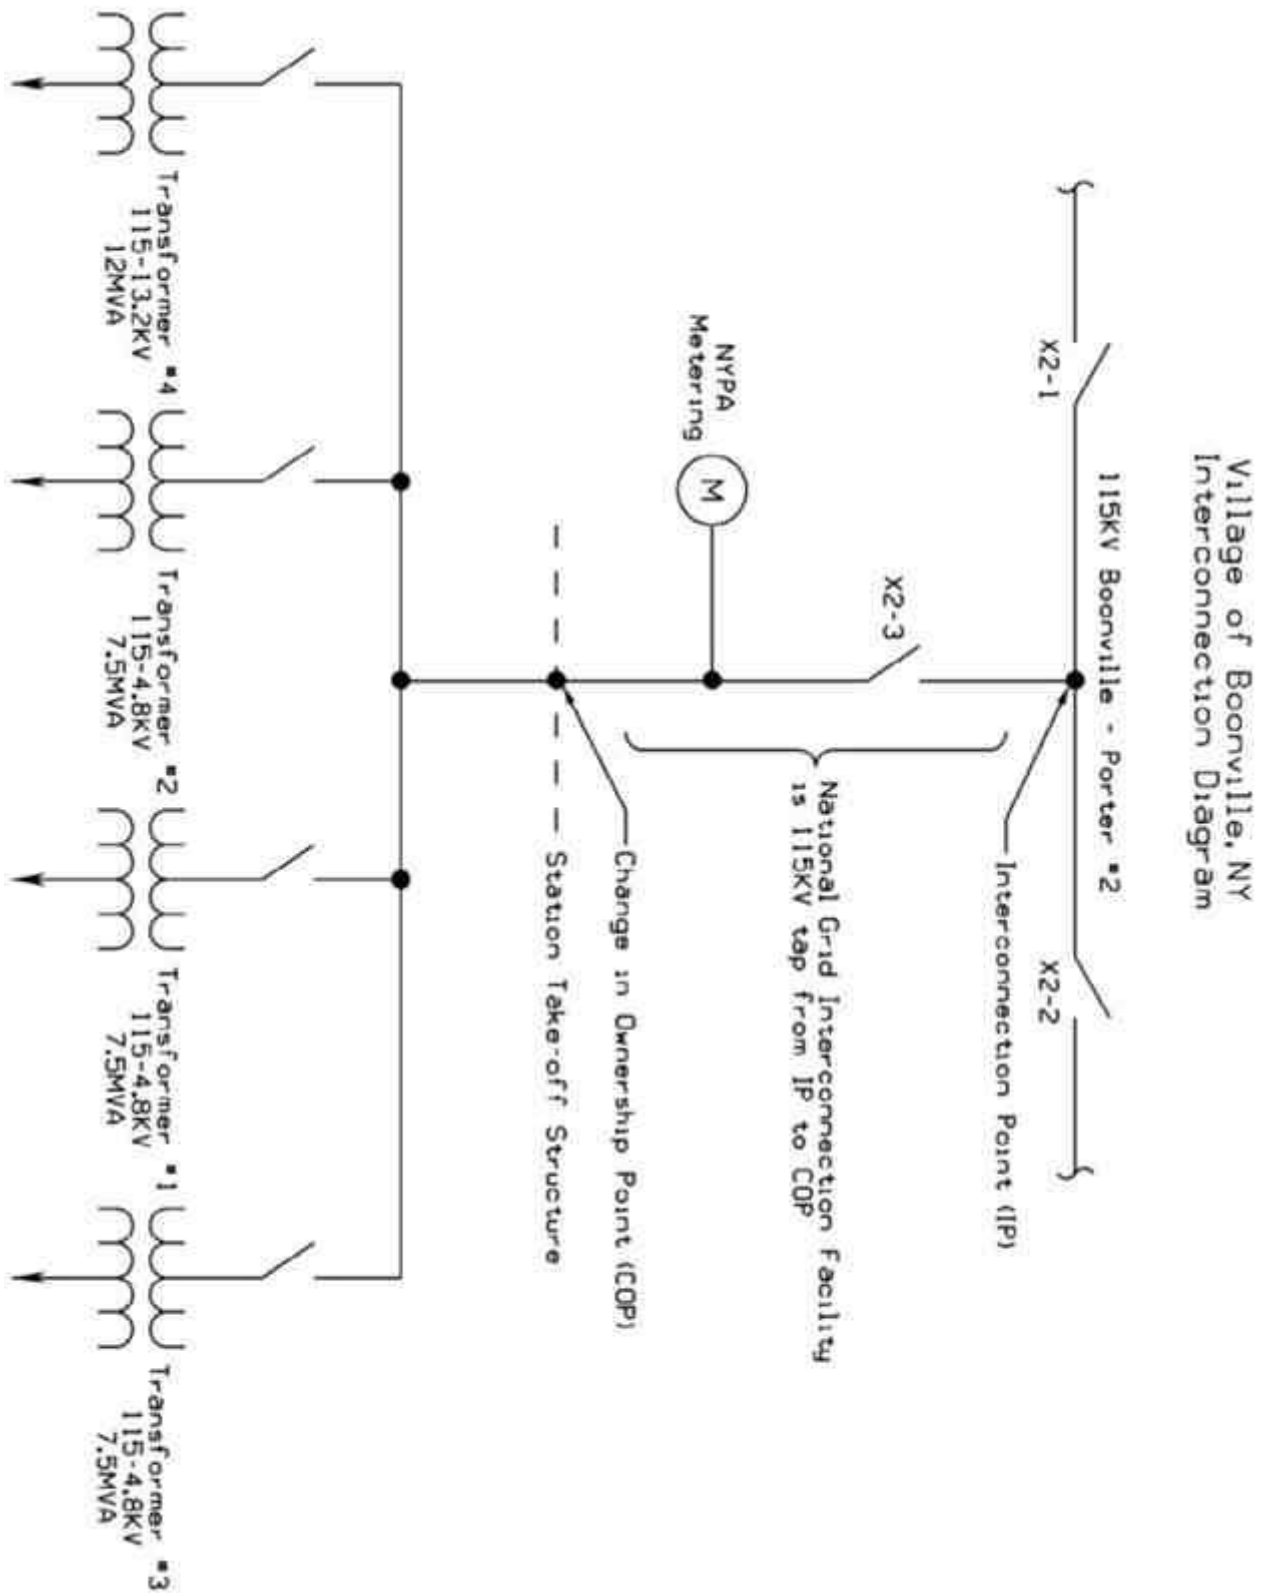 Village of Boonville, NY
Interconnection Diagram
X2-1
115KV Boonville - Porter #2
X2-2
Interconnection Point (IP)
X2-3
National Grid Interconnection Facility
is 115KV tap from IP to COP
NYPA
Metering
M
Change in Ownership Point (COP)
Station Take-off Structure
Transformer #4
115-13.2KV
12MVA
Transformer #2
115-4.8KV
7.5MVA
Transformer #1
115-4.8KV
7.5MVA
Transformer #3
115-4.8KV
7.5MVA